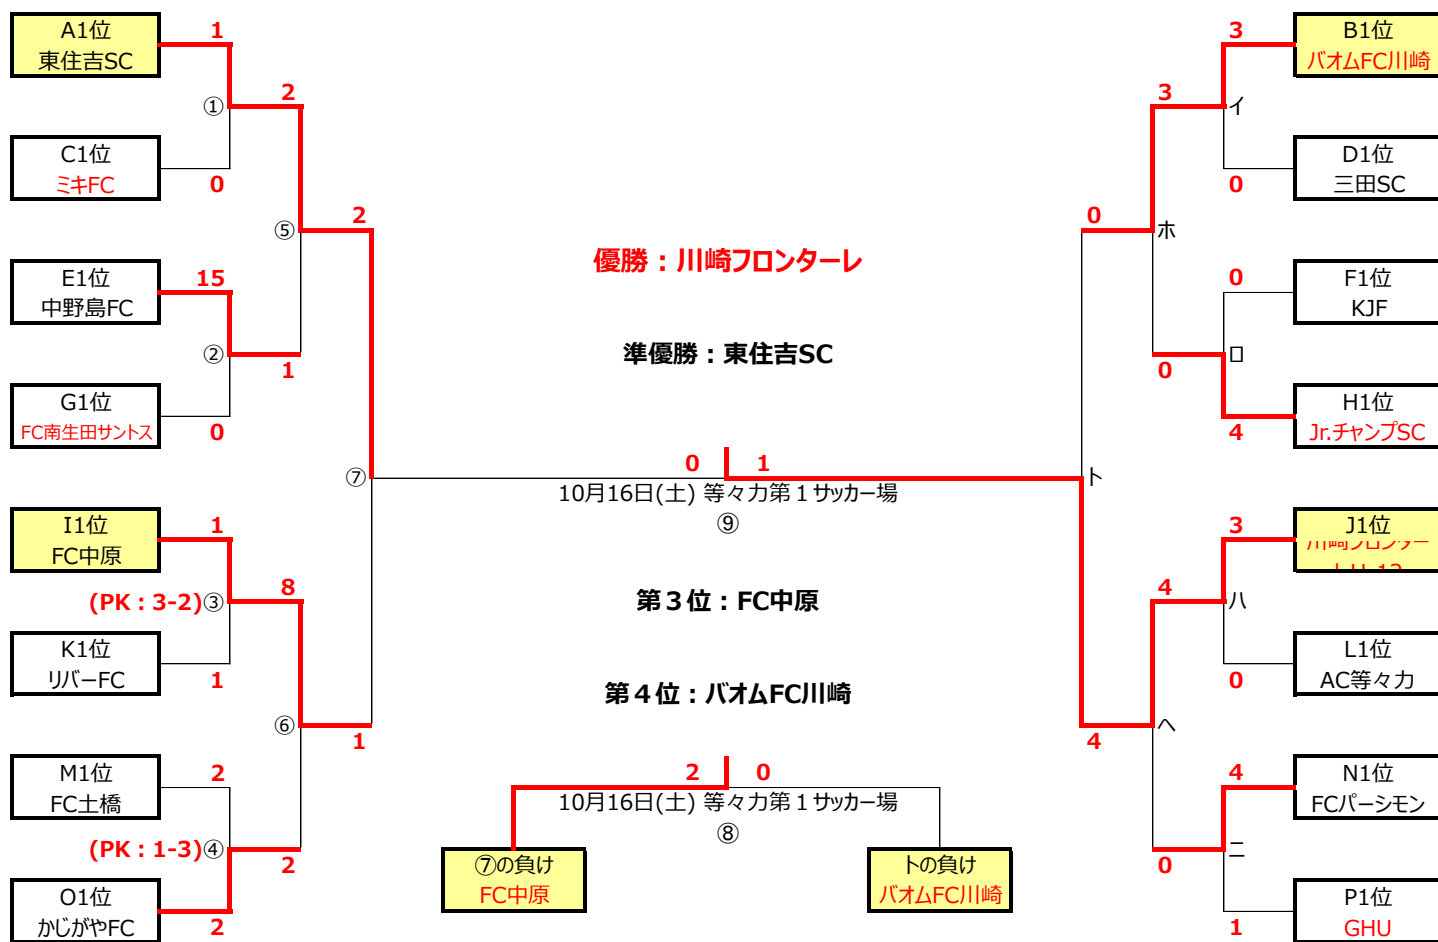 A1位
東住吉SC
1
①
2
C1位
ミキFC
0
⑤
2
E1位
中野島FC
15
②
1
G1位
FC南生田サントス
0
⑦
I1位
FC中原
1
(PK：3-2)③
8
K1位
リバーFC
1
⑥
1
M1位
FC土橋
2
(PK：1-3)④
2
O1位
かじがやFC
2
優勝：川崎フロンターレ
準優勝：東住吉SC
0 1
10月16日(土) 等々力第１サッカー場
⑨
第３位：FC中原
第４位：バオムFC川崎
2 0
10月16日(土) 等々力第１サッカー場
⑧
⑦の負け
FC中原
トの負け
バオムFC川崎
3
B1位
バオムFC川崎
3
イ
D1位
三田SC
0
0
ホ
0
F1位
KJF
0
ロ
H1位
Jr.チャンプSC
4
ト
3
J1位
川崎フロンター
レU-12
4
ハ
L1位
AC等々力
0
4
ヘ
4
N1位
FCパーシモン
0
ニ
P1位
GHU
1